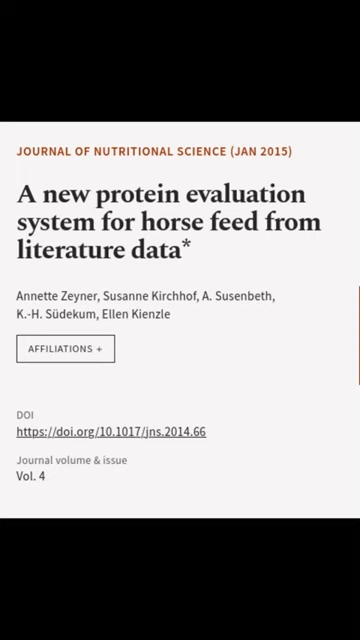 JOURNAL OF NUTRITIONAL SCIENCE (JAN 2015)
A new protein evaluation
system for horse feed from
literature data*
Annette Zeyner, Susanne Kirchhof, A. Susenbeth,
K.-H. Südekum, Ellen Kienzle
AFFILIATIONS +
DOI
https://doi.org/10.1017/jns.2014.66
Journal volume & issue
Vol. 4